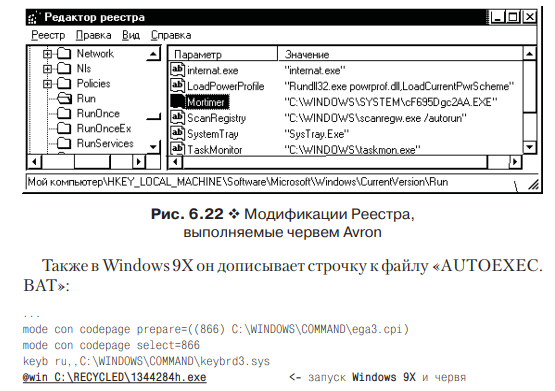 Редактор реестра
Реестр Правка Вид Справка
Network
Nls
Policies
Run
RunOnce
RunOnceEx
RunServices
Параметр Значение
internat.exe "internat.exe"
LoadPowerProfile "Rundll32.exe powrprof.dll,LoadCurrentPwScheme"
Mortimer "C:\WINDOWS\SYSTEM\cF695Dgc2AA.EXE"
ScanRegistry "C:\WINDOWS\scanregw.exe /autorun"
SystemTray "SysTray.Exe"
TaskMonitor "C:\WINDOWS\taskmon.exe"
Мой компьютер\HKEY_LOCAL_MACHINE\Software\Microsoft\Windows\CurrentVersion\Run
Рис. 6.22 ❖ Модификации Реестра,
выполняемые червем Avron
Также в Windows 9X он дописывает строчку к файлу «AUTOEXEC.
BAT»:
...
mode con codepage prepare=((866) C:\WINDOWS\COMMAND\ega3.cpi)
mode con codepage select=866
keyb ru,,C:\WINDOWS\COMMAND\keybrd3.sys
@win C:\RECYCLED\1344284h.exe <- запуск Windows 9X и червя